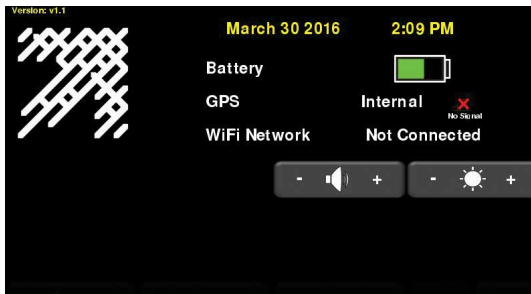 Version: v1.1
March 30 2016 2:09 PM
Battery
GPS Internal
No Signal
WiFi Network Not Connected
- +
- +